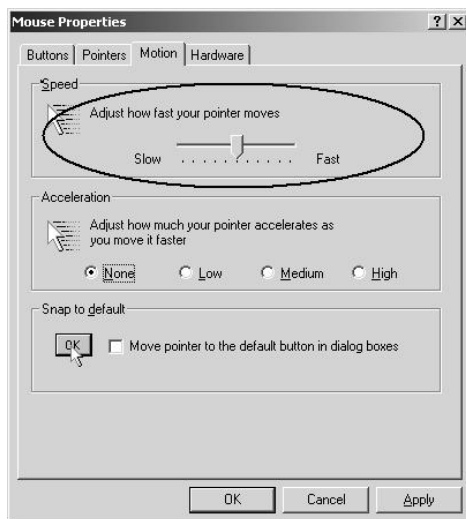 Mouse Properties
Buttons Pointers Motion Hardware
Speed
Adjust how fast your pointer moves
Slow Fast
Acceleration
Adjust how much your pointer accelerates as
you move it faster
None Low Medium High
Snap to default
OK Move pointer to the default button in dialog boxes
OK Cancel Apply